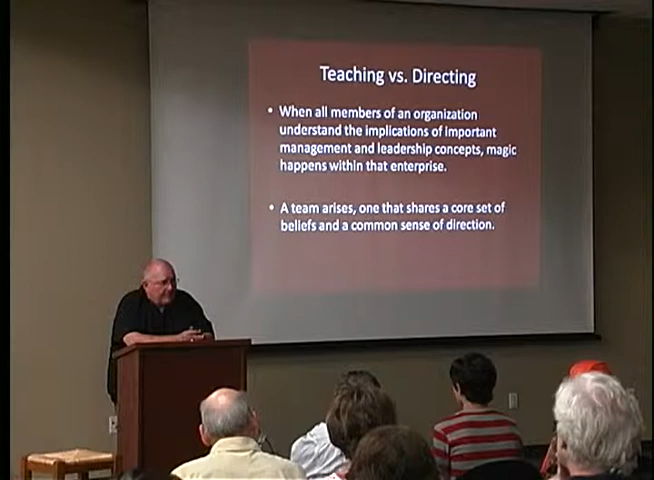 Teaching vs. Directing
• When all members of an organization
understand the implications of important
management and leadership concepts, magic
happens within that enterprise.
• A team arises, one that shares a core set of
beliefs and a common sense of direction.